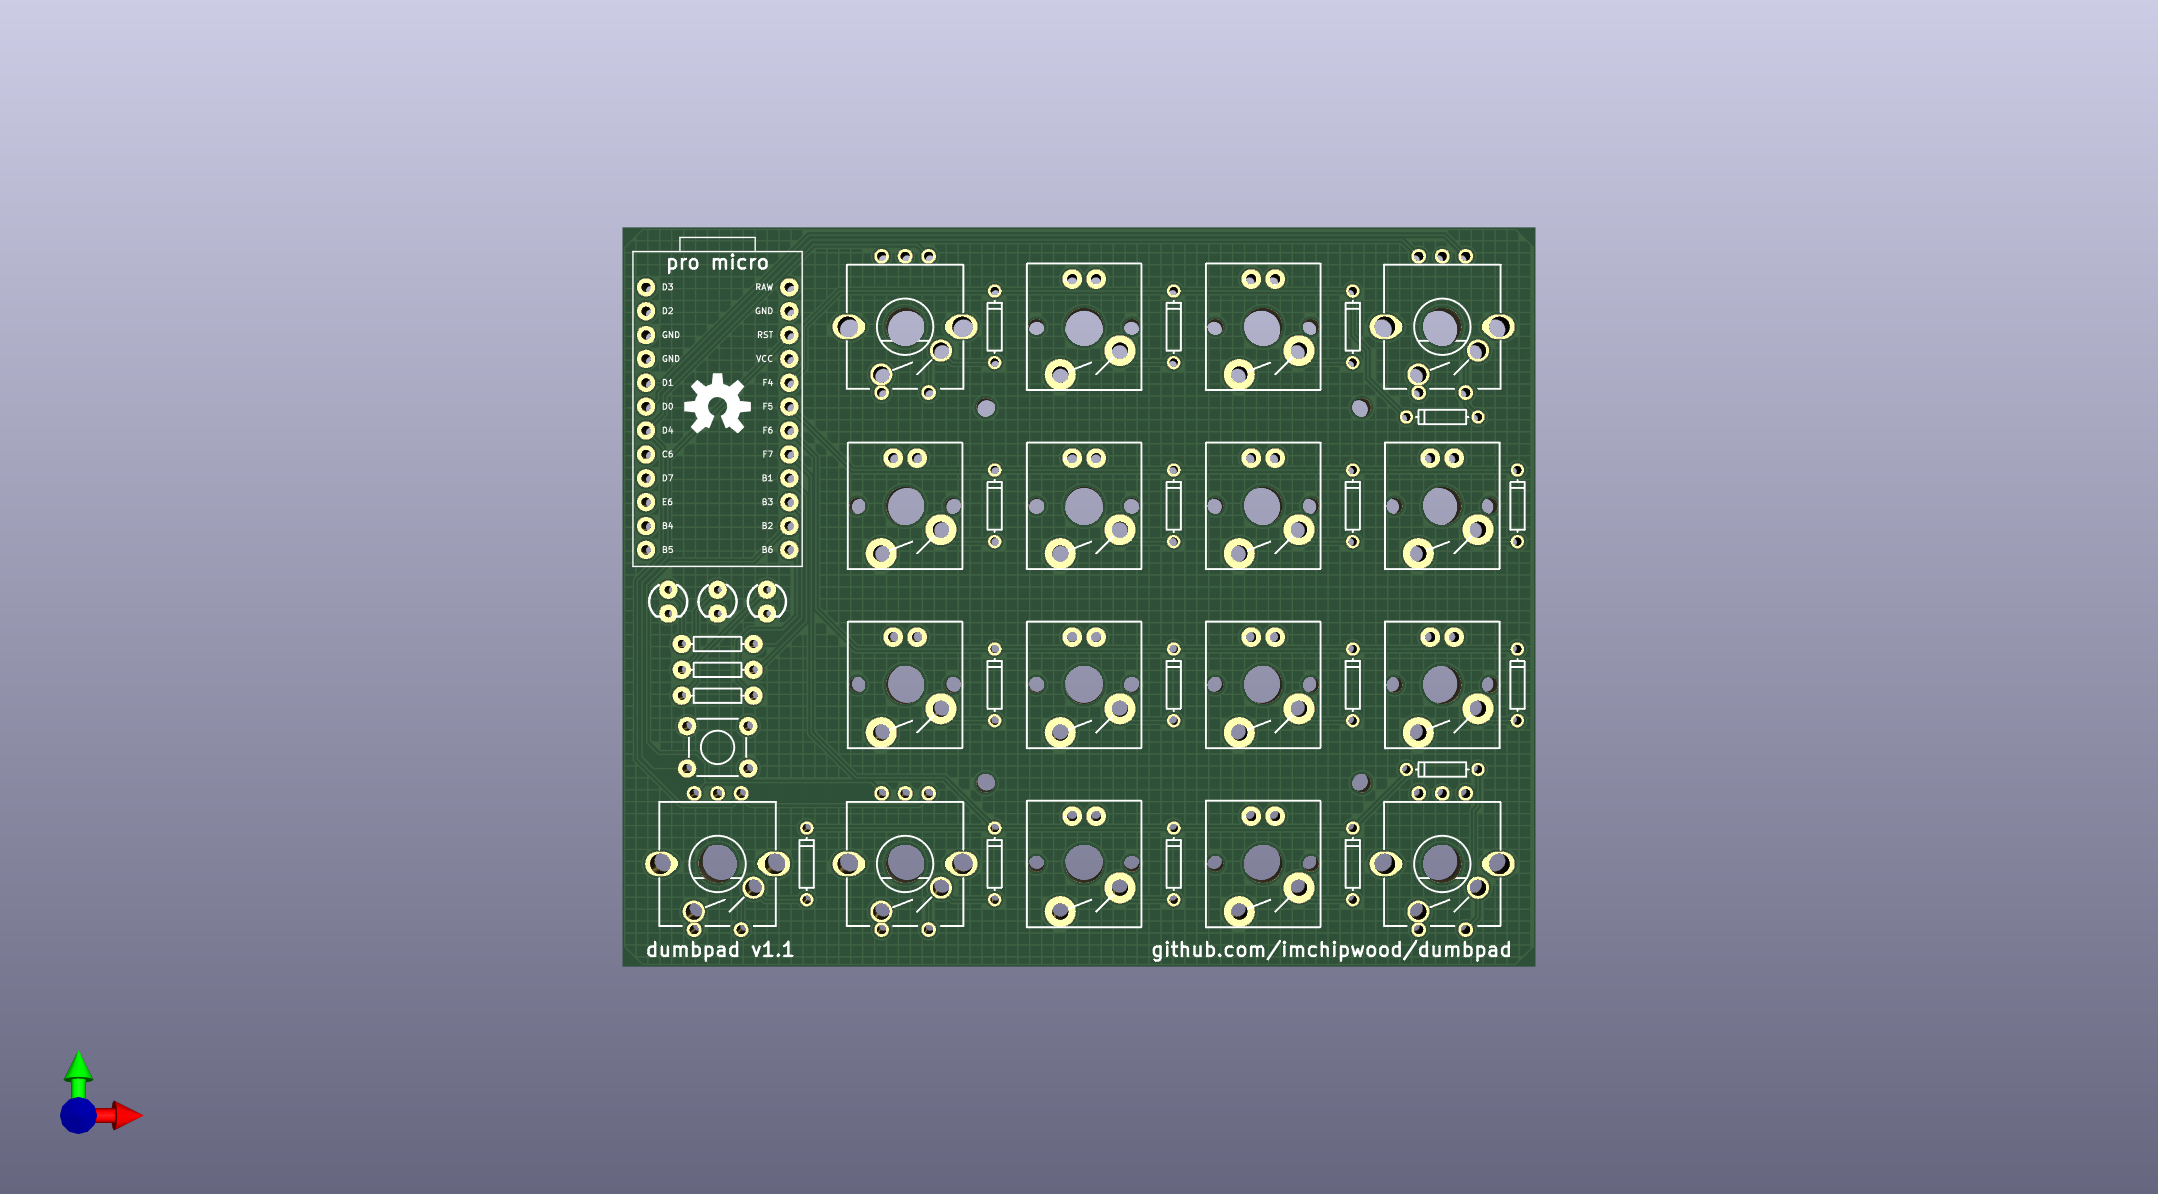 pro micro
D3 RAW
D2 GND
GND RST
GND VCC
D1 F4
D0 F5
D4 F6
C6 F7
D7 B1
E6 B3
B4 B2
B5 B6
dumbpad v1.1 github.com/imchipwood/dumbpad